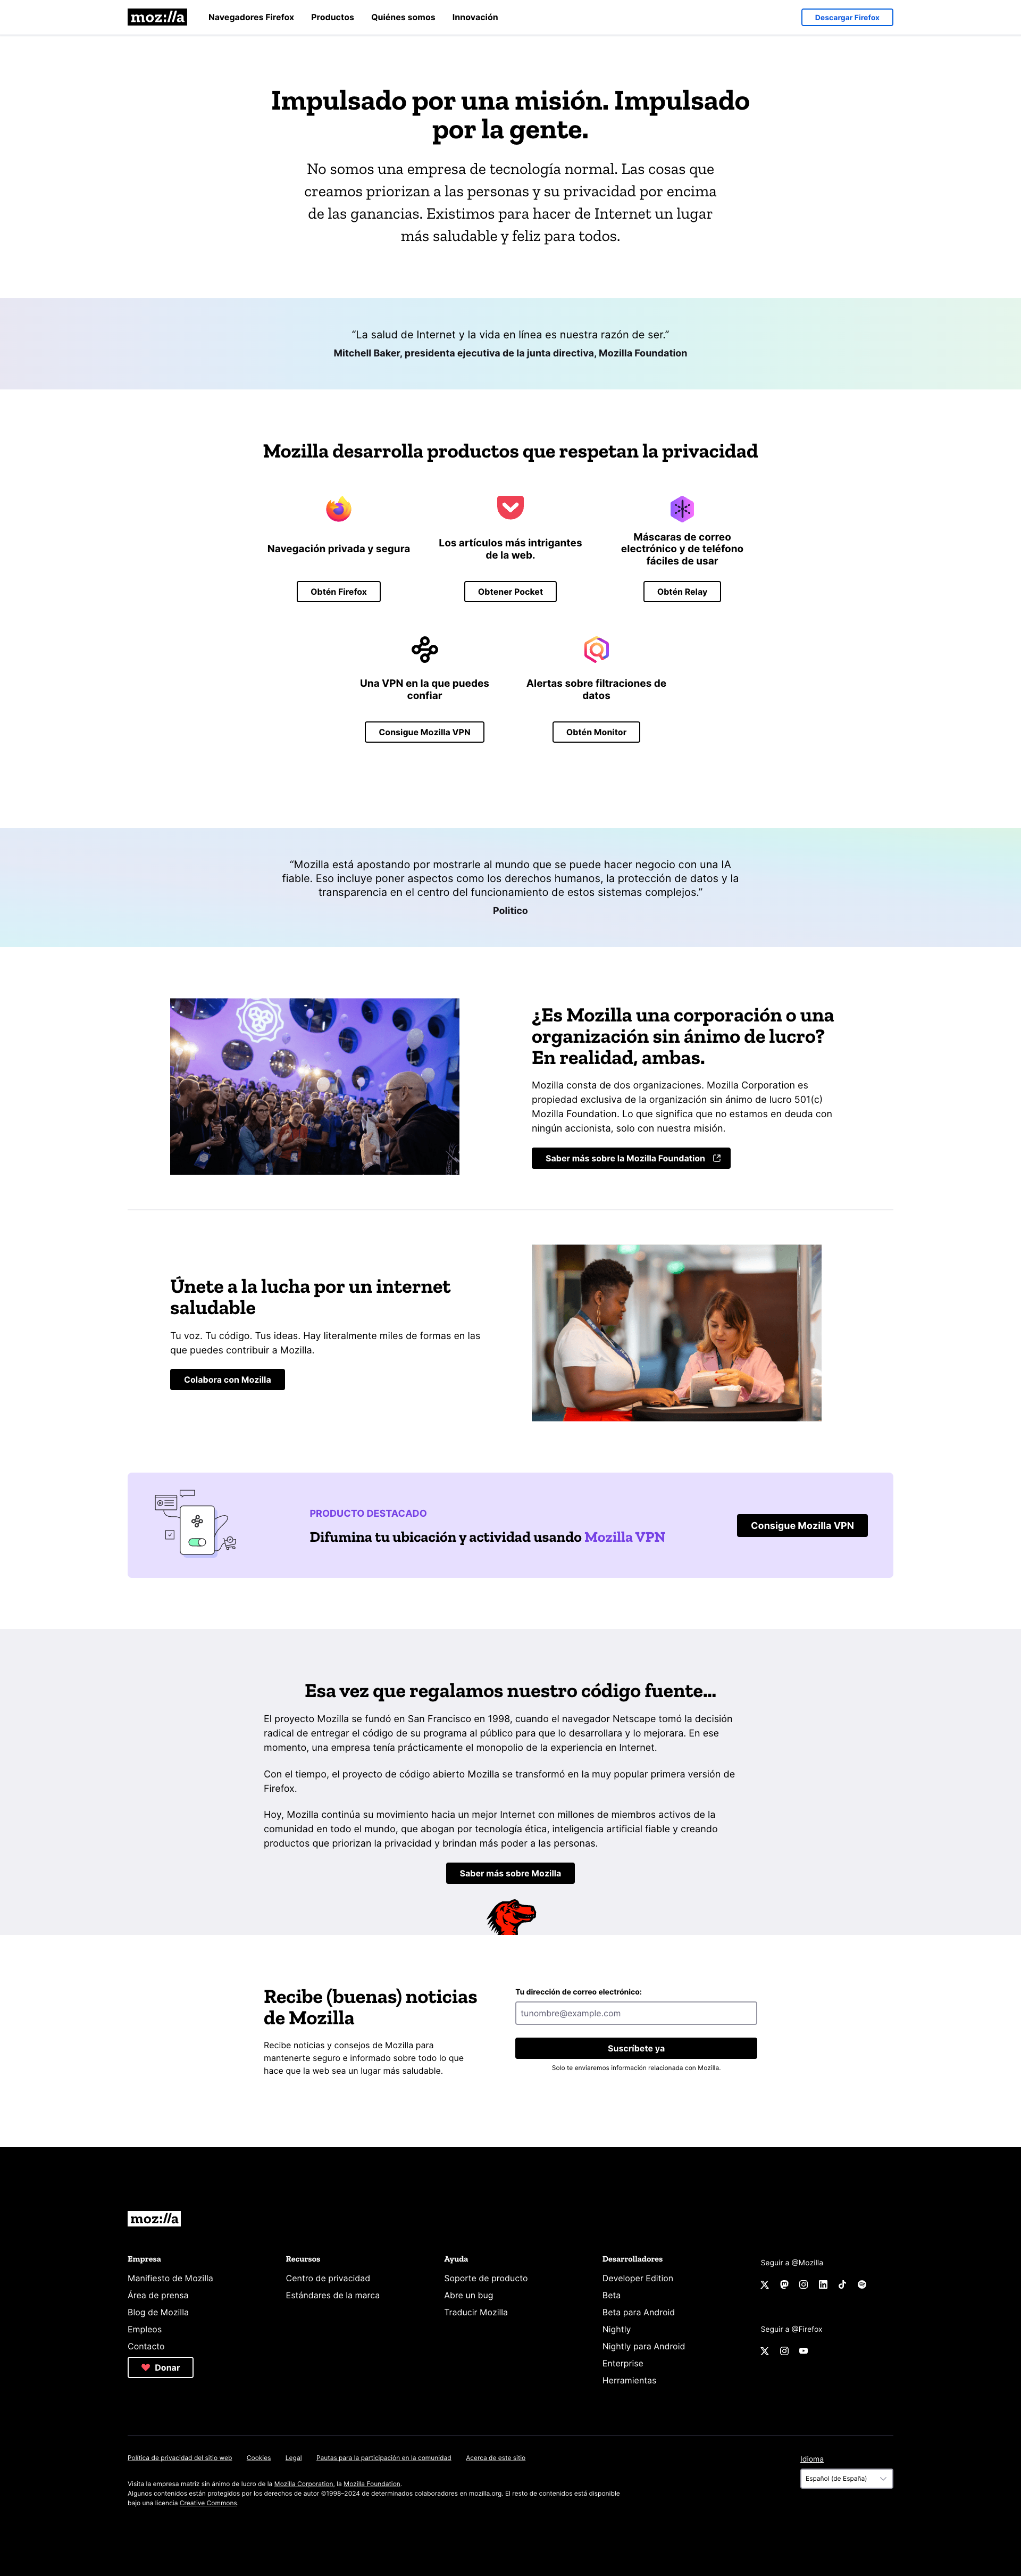 moz://a
Navegadores Firefox
Productos
Quiénes somos
Innovación
Descargar Firefox
Impulsado por una misión. Impulsado
por la gente.
No somos una empresa de tecnología normal. Las cosas que
creamos priorizan a las personas y su privacidad por encima
de las ganancias. Existimos para hacer de Internet un lugar
más saludable y feliz para todos.
“La salud de Internet y la vida en línea es nuestra razón de ser.”
Mitchell Baker, presidenta ejecutiva de la junta directiva, Mozilla Foundation
Mozilla desarrolla productos que respetan la privacidad
Navegación privada y segura
Obtén Firefox
Los artículos más intrigantes
de la web.
Obtener Pocket
Máscaras de correo
electrónico y de teléfono
fáciles de usar
Obtén Relay
Una VPN en la que puedes
confiar
Consigue Mozilla VPN
Alertas sobre filtraciones de
datos
Obtén Monitor
“Mozilla está apostando por mostrarle al mundo que se puede hacer negocio con una IA
fiable. Eso incluye poner aspectos como los derechos humanos, la protección de datos y la
transparencia en el centro del funcionamiento de estos sistemas complejos.”
Politico
¿Es Mozilla una corporación o una
organización sin ánimo de lucro?
En realidad, ambas.
Mozilla consta de dos organizaciones. Mozilla Corporation es
propiedad exclusiva de la organización sin ánimo de lucro 501(c)
Mozilla Foundation. Lo que significa que no estamos en deuda con
ningún accionista, solo con nuestra misión.
Saber más sobre la Mozilla Foundation
Únete a la lucha por un internet
saludable
Tu voz. Tu código. Tus ideas. Hay literalmente miles de formas en las
que puedes contribuir a Mozilla.
Colabora con Mozilla
PRODUCTO DESTACADO
Difumina tu ubicación y actividad usando Mozilla VPN
Consigue Mozilla VPN
Esa vez que regalamos nuestro código fuente...
El proyecto Mozilla se fundó en San Francisco en 1998, cuando el navegador Netscape tomó la decisión
radical de entregar el código de su programa al público para que lo desarrollara y lo mejorara. En ese
momento, una empresa tenía prácticamente el monopolio de la experiencia en Internet.
Con el tiempo, el proyecto de código abierto Mozilla se transformó en la muy popular primera versión de
Firefox.
Hoy, Mozilla continúa su movimiento hacia un mejor Internet con millones de miembros activos de la
comunidad en todo el mundo, que abogan por tecnología ética, inteligencia artificial fiable y creando
productos que priorizan la privacidad y brindan más poder a las personas.
Saber más sobre Mozilla
Recibe (buenas) noticias
de Mozilla
Recibe noticias y consejos de Mozilla para
mantenerte seguro e informado sobre todo lo que
hace que la web sea un lugar más saludable.
Tu dirección de correo electrónico:
tunombre@example.com
Suscríbete ya
Solo te enviaremos información relacionada con Mozilla.
moz://a
Empresa
Manifiesto de Mozilla
Área de prensa
Blog de Mozilla
Empleos
Contacto
Donar
Recursos
Centro de privacidad
Estándares de la marca
Ayuda
Soporte de producto
Abre un bug
Traducir Mozilla
Desarrolladores
Developer Edition
Beta
Beta para Android
Nightly
Nightly para Android
Enterprise
Herramientas
Seguir a @Mozilla
Seguir a @Firefox
Política de privacidad del sitio web
Cookies
Legal
Pautas para la participación en la comunidad
Acerca de este sitio
Visita la empresa matriz sin ánimo de lucro de la Mozilla Corporation, la Mozilla Foundation.
Algunos contenidos están protegidos por los derechos de autor ©1998–2024 de determinados colaboradores en mozilla.org. El resto de contenidos está disponible
bajo una licencia Creative Commons.
Idioma
Español (de España)